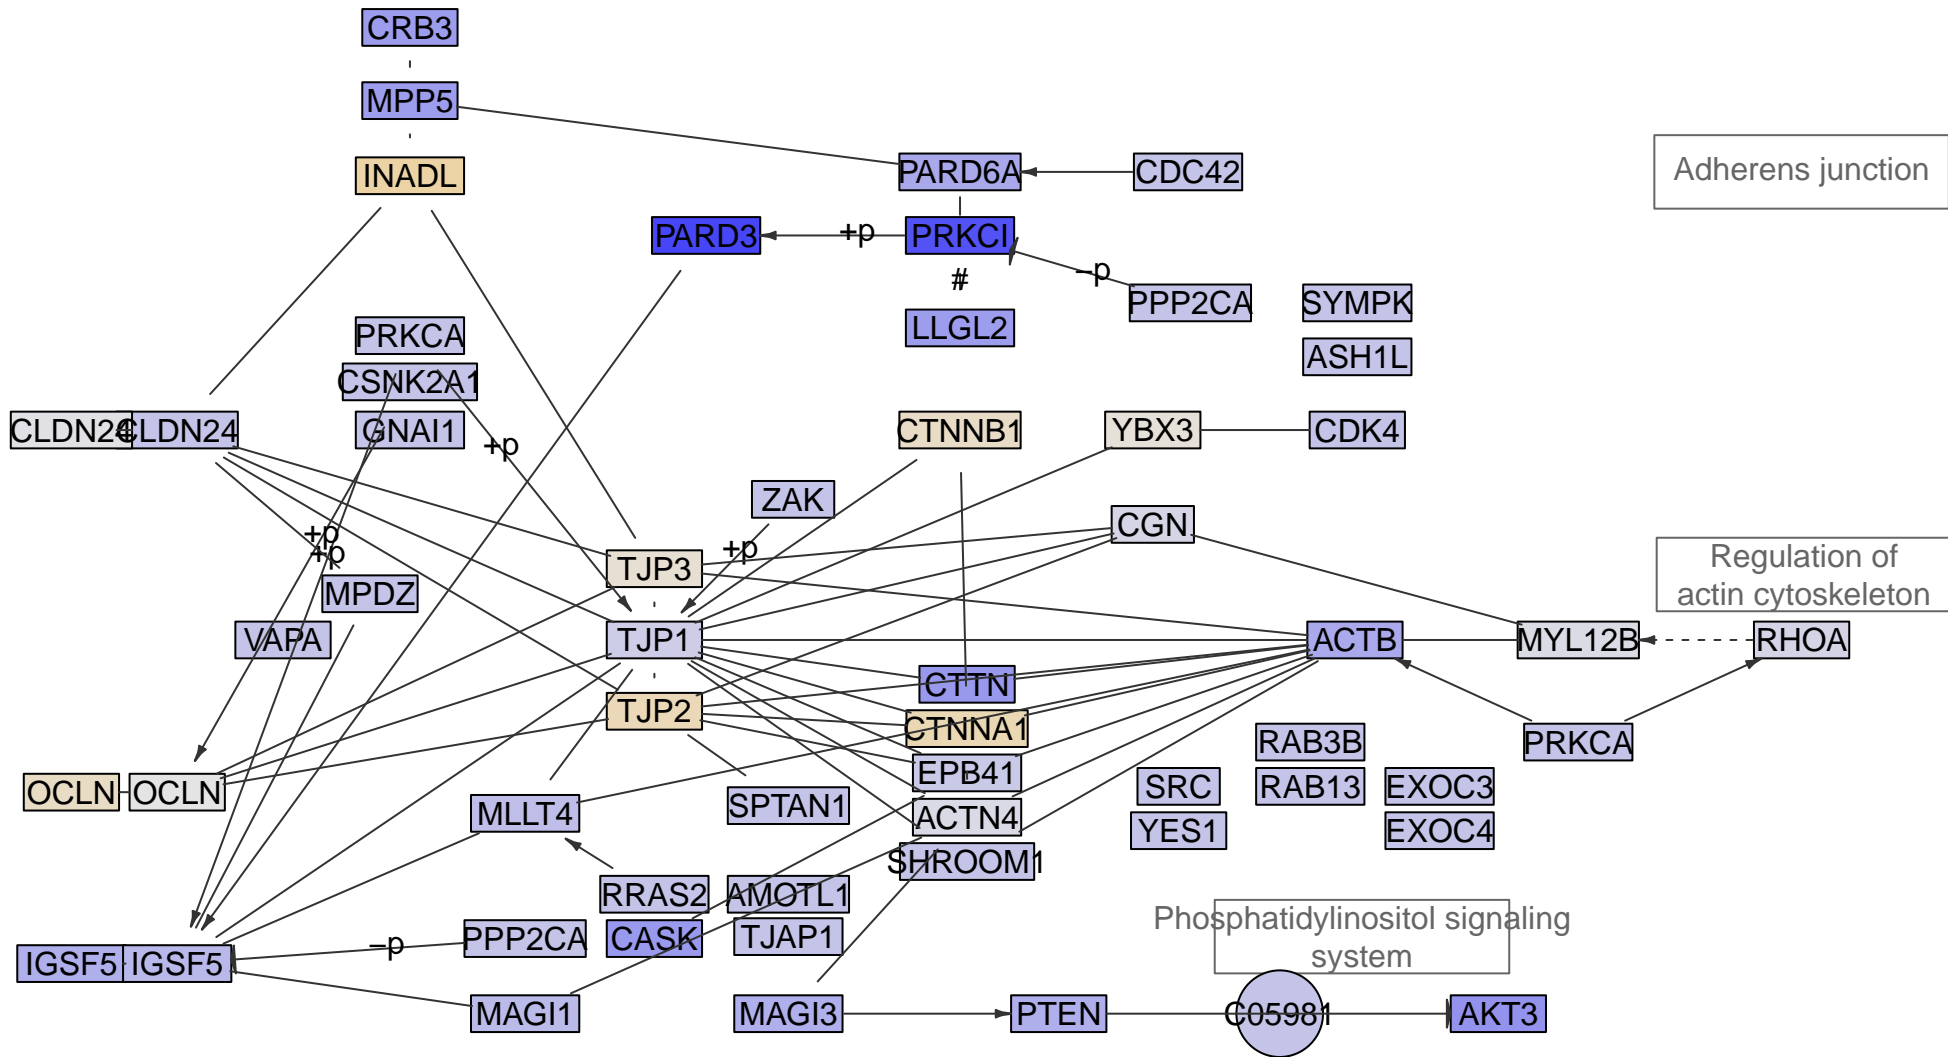 CRB3
MPP5
INADL
PARD6A
CDC42
Adherens junction
PARD3
+p
PRKCI
#
−p
PPP2CA
SYMPK
PRKCA
LLGL2
ASH1L
CSNK2A1
CLDN24
CLDN24
GNAI1
+p
CTNNB1
YBX3
CDK4
ZAK
CGN
+p
+p
+p
TJP3
Regulation of
actin cytoskeleton
MPDZ
VAPA
TJP1
ACTB
MYL12B
RHOA
CTTN
TJP2
CTNNA1
RAB3B
PRKCA
EPB41
OCLN
OCLN
MLLT4
SPTAN1
SRC
RAB13
EXOC3
ACTN4
YES1
EXOC4
SHROOM1
RRAS2
AMOTL1
PPP2CA
CASK
TJAP1
−p
Phosphatidylinositol signaling
system
IGSF5
IGSF5
MAGI1
MAGI3
PTEN
C05981
AKT3